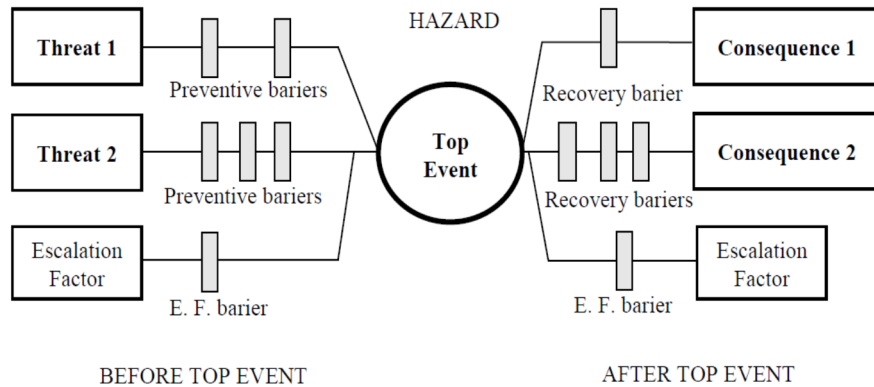 HAZARD
Threat 1
Preventive bariers
Threat 2
Preventive bariers
Escalation
Factor
E. F. barier
Top
Event
Consequence 1
Recovery barier
Consequence 2
Recovery bariers
Escalation
Factor
E. F. barier
BEFORE TOP EVENT
AFTER TOP EVENT